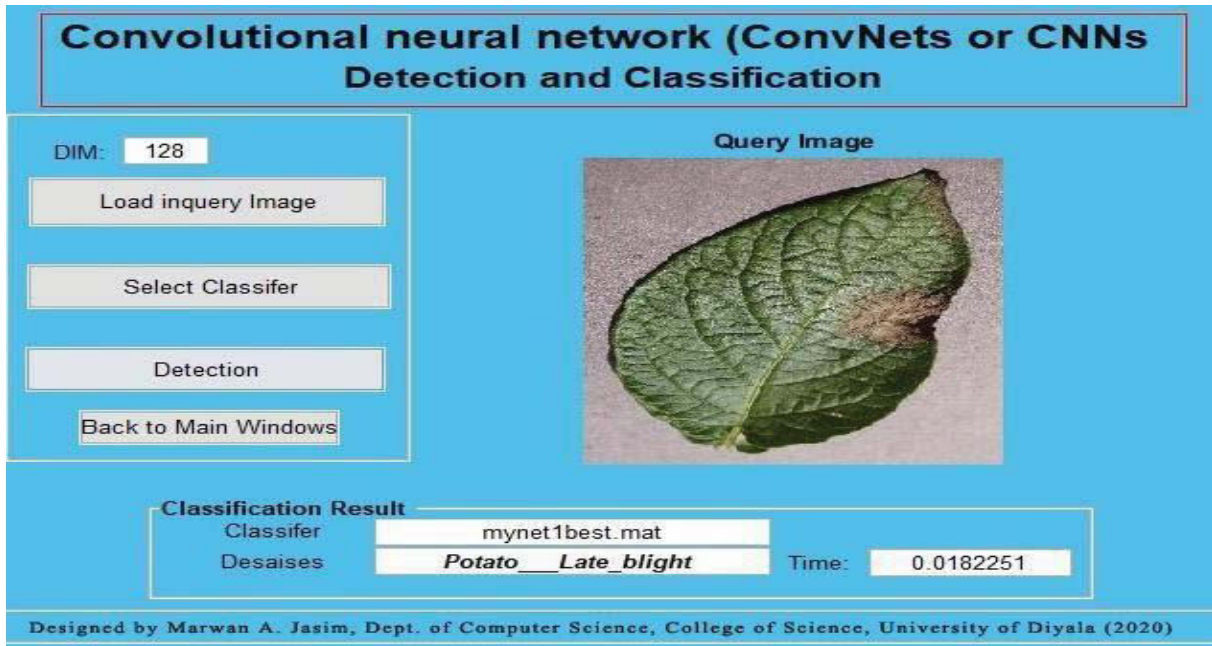 Convolutional neural network (ConvNets or CNNs
Detection and Classification
DIM: 128
Load inquery Image
Select Classifer
Detection
Back to Main Windows
Query Image
Classification Result
Classifer mynet1best.mat
Desaises Potato___Late_blight Time: 0.0182251
Designed by Marwan A. Jasim, Dept. of Computer Science, College of Science, University of Diyala (2020)